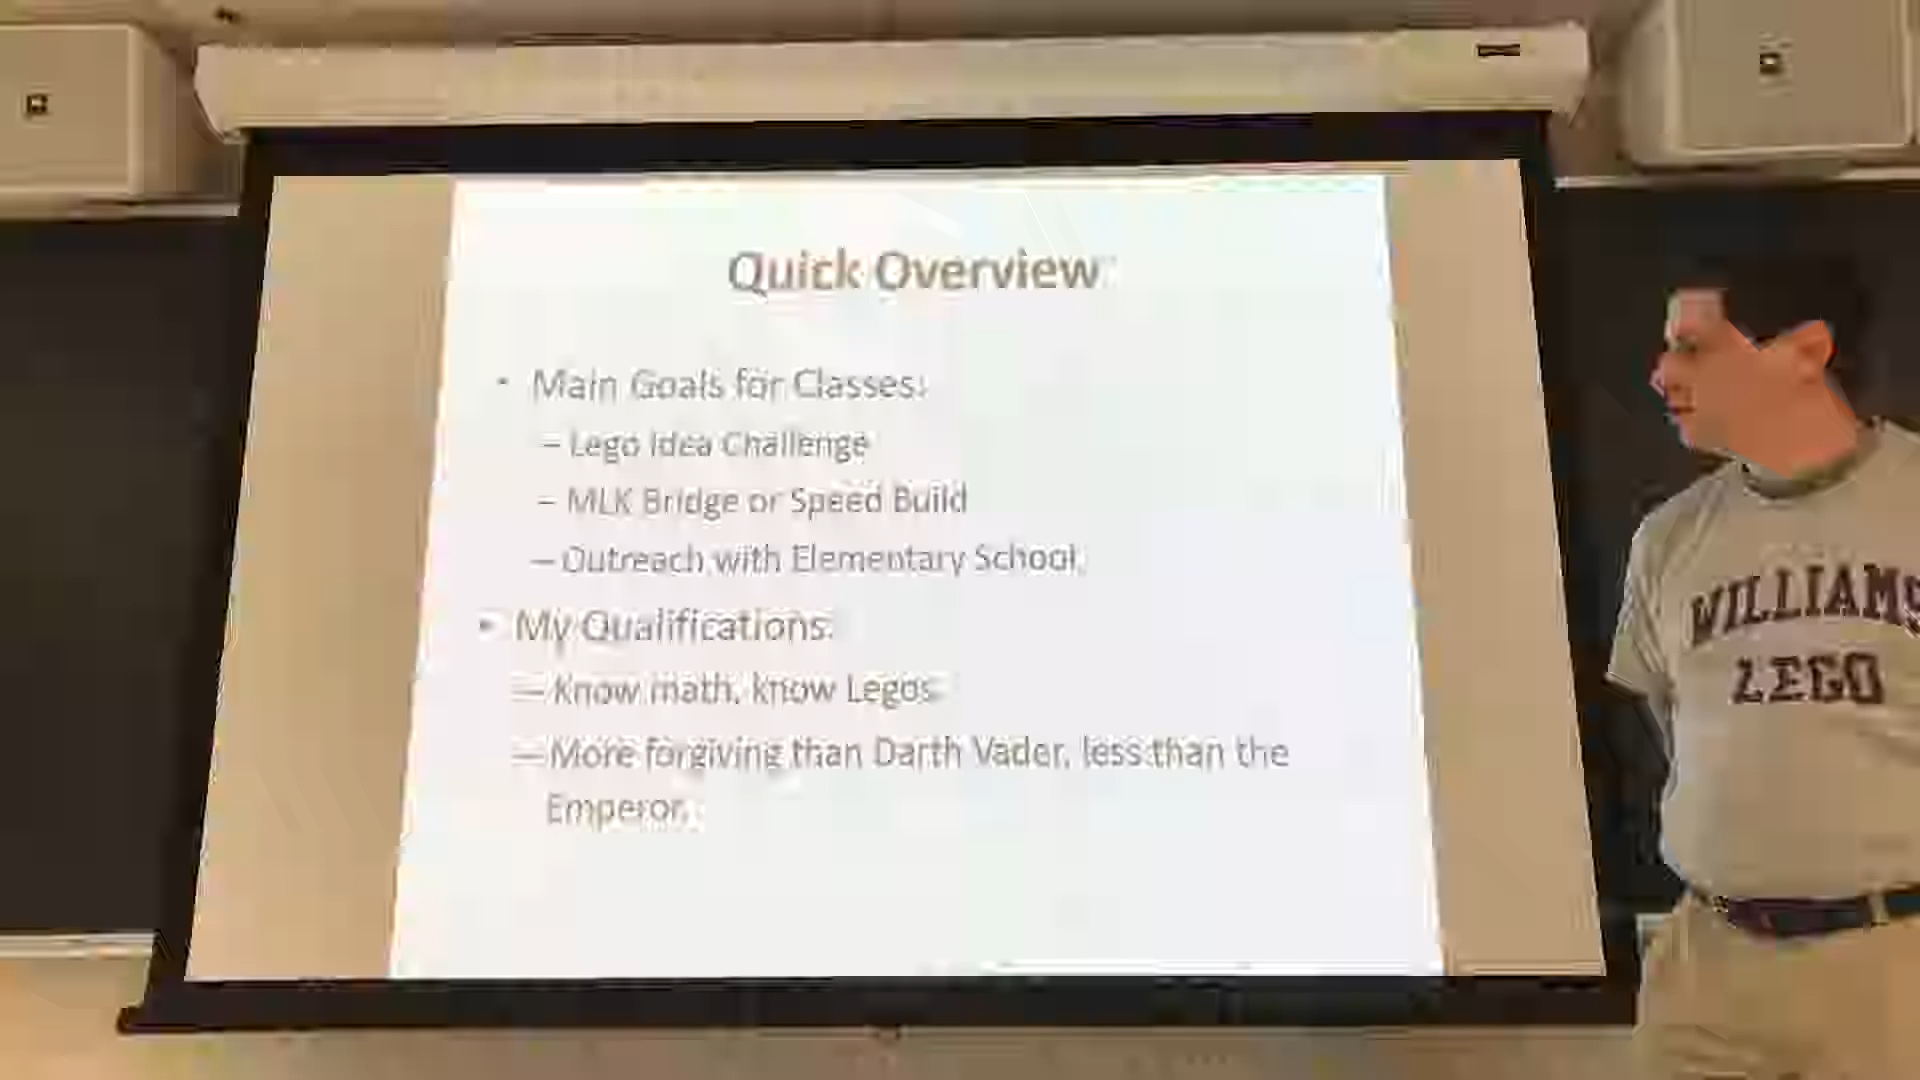 Quick Overview
• Main Goals for Classes:
– Lego Idea Challenge
– MLK Bridge or Speed Build
– Outreach with Elementary School.
• My Qualifications:
– Know math, know Legos.
– More forgiving than Darth Vader, less than the
Emperor.
WILLIAMS
LEGO